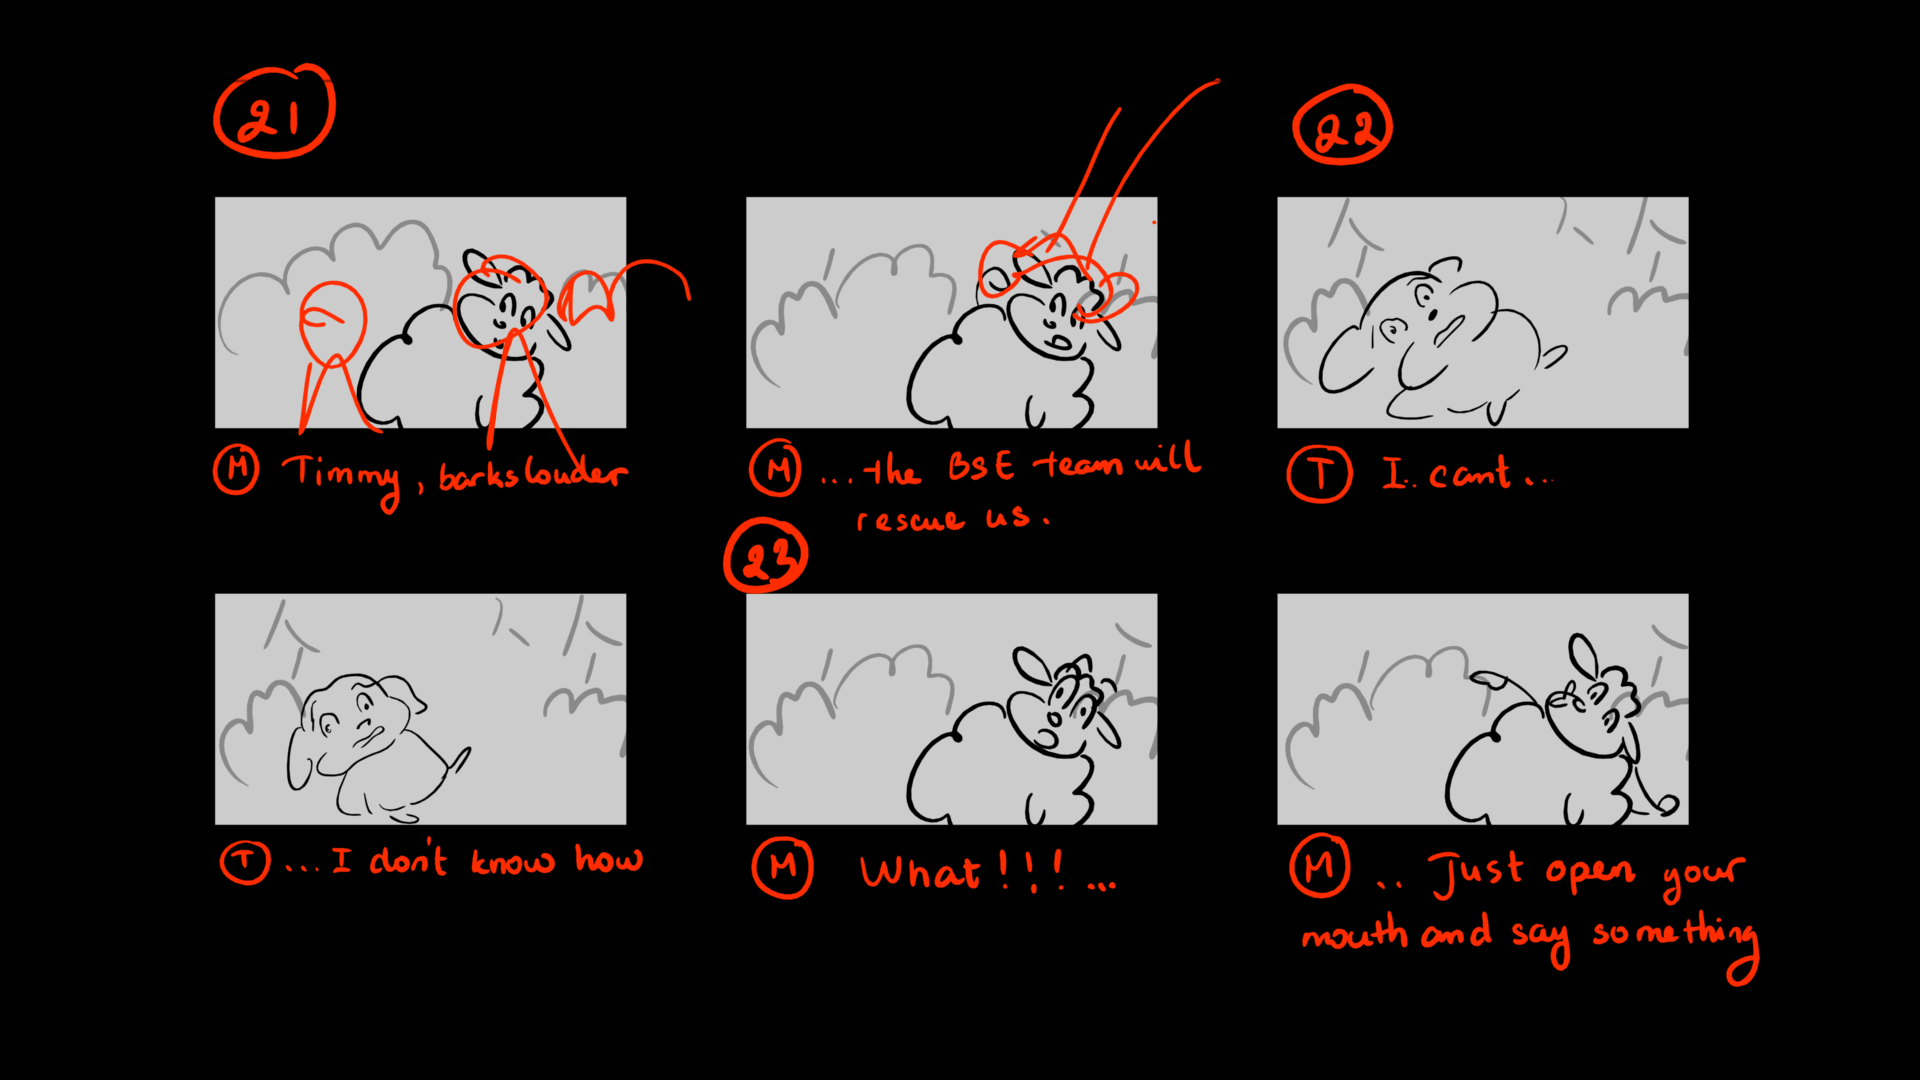 21
22
M Timmy, barks louder
M ...the BSE team will
rescue us.
T I.. cant...
23
T ...I don't know how
M What!!!...
M .. Just open your
mouth and say something